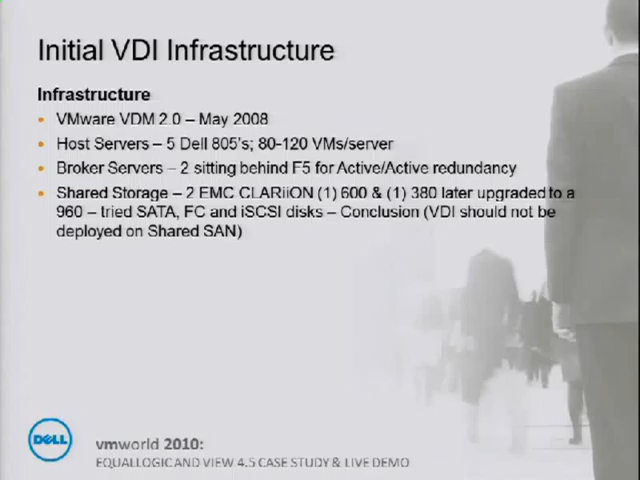 Initial VDI Infrastructure
Infrastructure
• VMware VDM 2.0 – May 2008
• Host Servers – 5 Dell 805's; 80-120 VMs/server
• Broker Servers – 2 sitting behind F5 for Active/Active redundancy
• Shared Storage – 2 EMC CLARiiON (1) 600 & (1) 380 later upgraded to a
960 – tried SATA, FC and iSCSI disks – Conclusion (VDI should not be
deployed on Shared SAN)
DELL
vmworld 2010:
EQUALLOGIC AND VIEW 4.5 CASE STUDY & LIVE DEMO